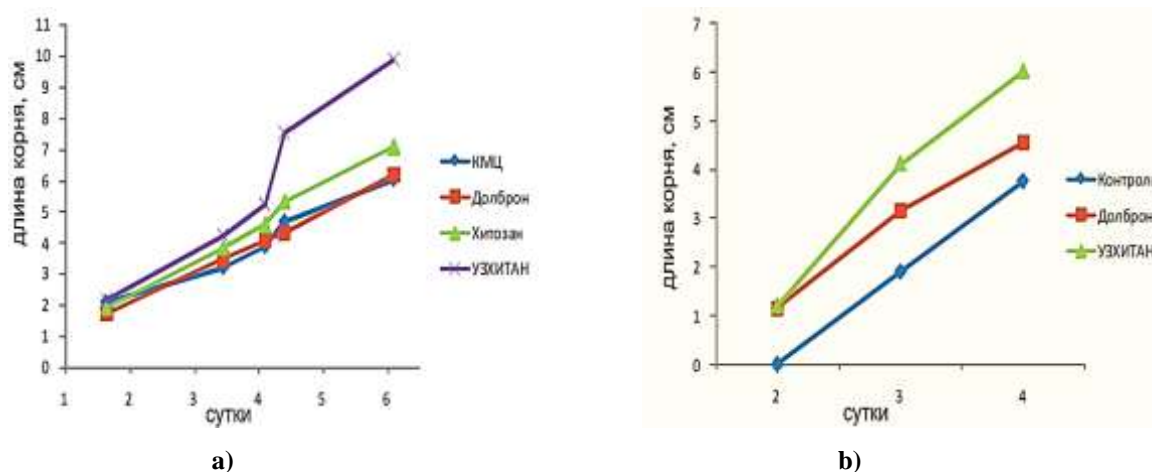 длина корня, см
11
10
9
8
7
6
5
4
3
2
1
0
1 2 3 4 5 6
сутки
КМЦ
Долброн
Хитозан
УЗХИТАН
a)
длина корня, см
7
6
5
4
3
2
1
0
2 3 4
сутки
Контроль
Долброн
УЗХИТАН
b)